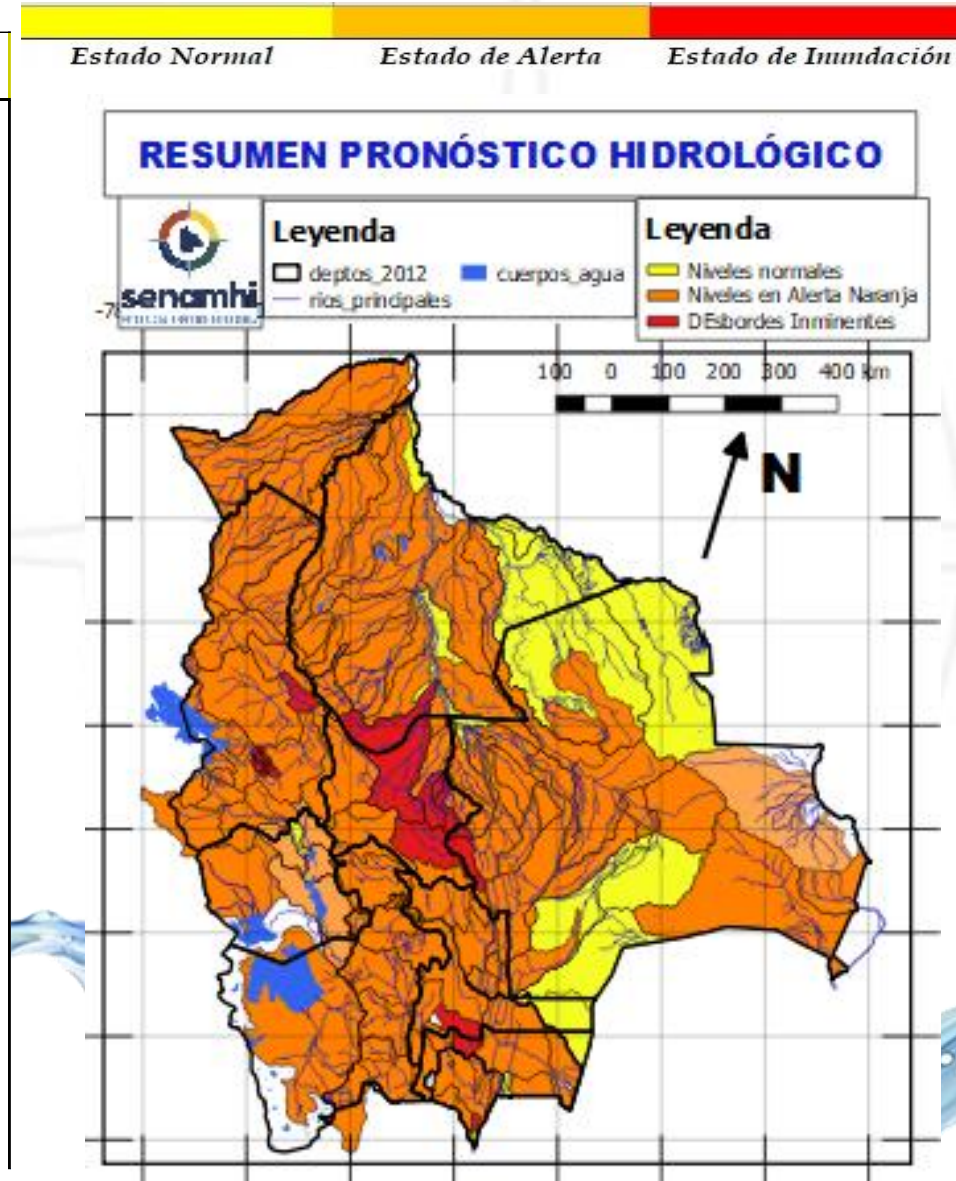 Estado Normal Estado de Alerta Estado de Inundación
RESUMEN PRONÓSTICO HIDROLÓGICO
senamhi
Leyenda
deptos_2012 cuerpos_agua
rios_principales
Leyenda
Niveles normales
Niveles en Alerta Naranja
DEsbordes Inminentes
100 0 100 200 300 400 km
N